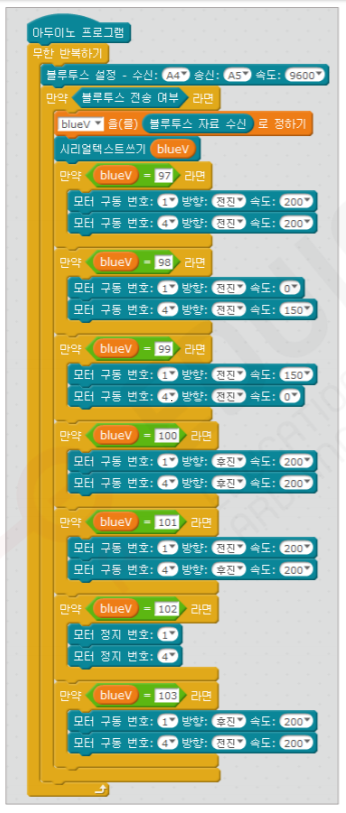 아두이노 프로그램
무한 반복하기
블루투스 설정 - 수신: A4 송신: A5 속도: 9600
만약 블루투스 전송 여부 라면
blueV 을(를) 블루투스 자료 수신 로 정하기
시리얼텍스트쓰기 blueV
만약 blueV = 97 라면
모터 구동 번호: 1 방향: 전진 속도: 200
모터 구동 번호: 4 방향: 전진 속도: 200
만약 blueV = 98 라면
모터 구동 번호: 1 방향: 전진 속도: 0
모터 구동 번호: 4 방향: 전진 속도: 150
만약 blueV = 99 라면
모터 구동 번호: 1 방향: 전진 속도: 150
모터 구동 번호: 4 방향: 전진 속도: 0
만약 blueV = 100 라면
모터 구동 번호: 1 방향: 후진 속도: 200
모터 구동 번호: 4 방향: 후진 속도: 200
만약 blueV = 101 라면
모터 구동 번호: 1 방향: 전진 속도: 200
모터 구동 번호: 4 방향: 후진 속도: 200
만약 blueV = 102 라면
모터 정지 번호: 1
모터 정지 번호: 4
만약 blueV = 103 라면
모터 구동 번호: 1 방향: 후진 속도: 200
모터 구동 번호: 4 방향: 전진 속도: 200